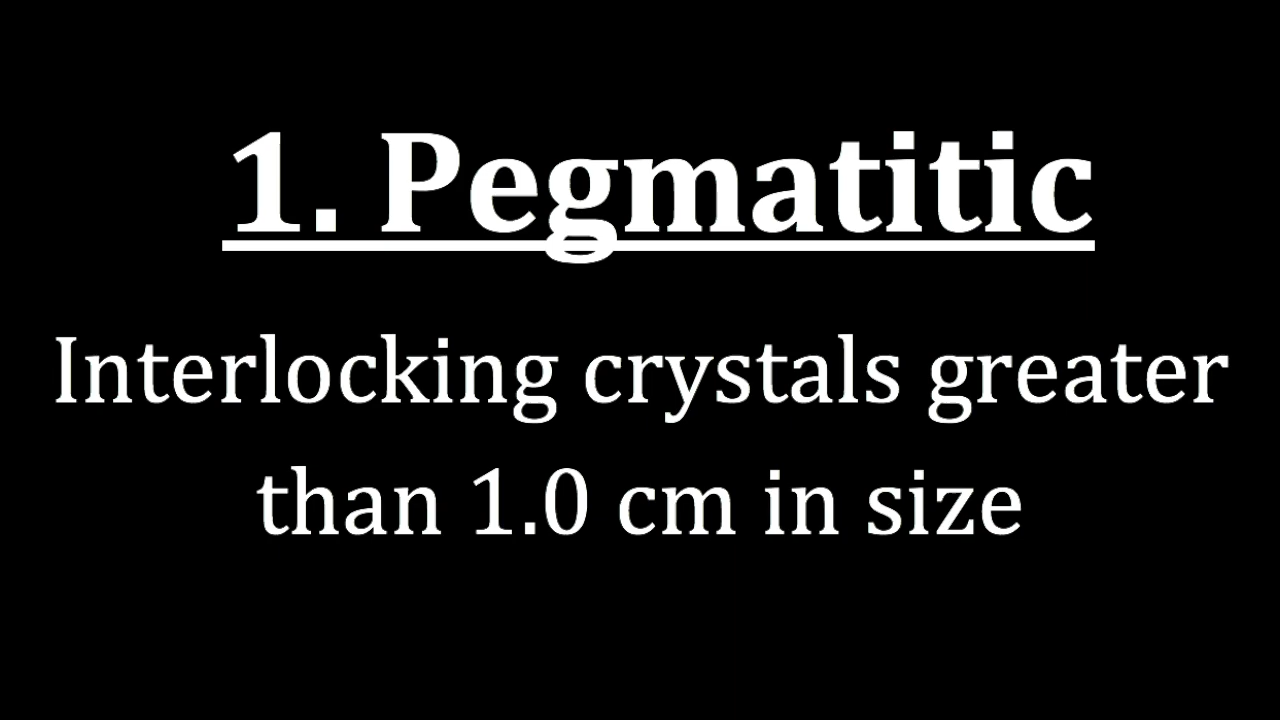 1. Pegmatitic
Interlocking crystals greater
than 1.0 cm in size